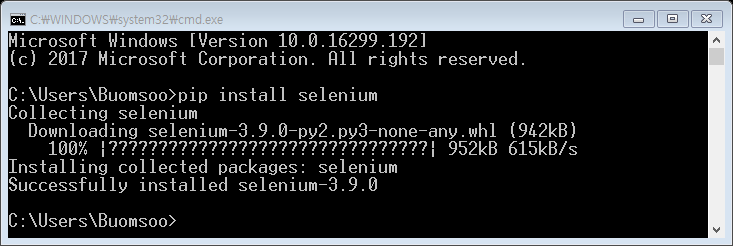 C:₩WINDOWS₩system32₩cmd.exe
Microsoft Windows [Version 10.0.16299.192]
(c) 2017 Microsoft Corporation. All rights reserved.
C:\Users\Buomsoo>pip install selenium
Collecting selenium
  Downloading selenium-3.9.0-py2.py3-none-any.whl (942kB)
    100% |????????????????????????????????| 952kB 615kB/s
Installing collected packages: selenium
Successfully installed selenium-3.9.0
C:\Users\Buomsoo>